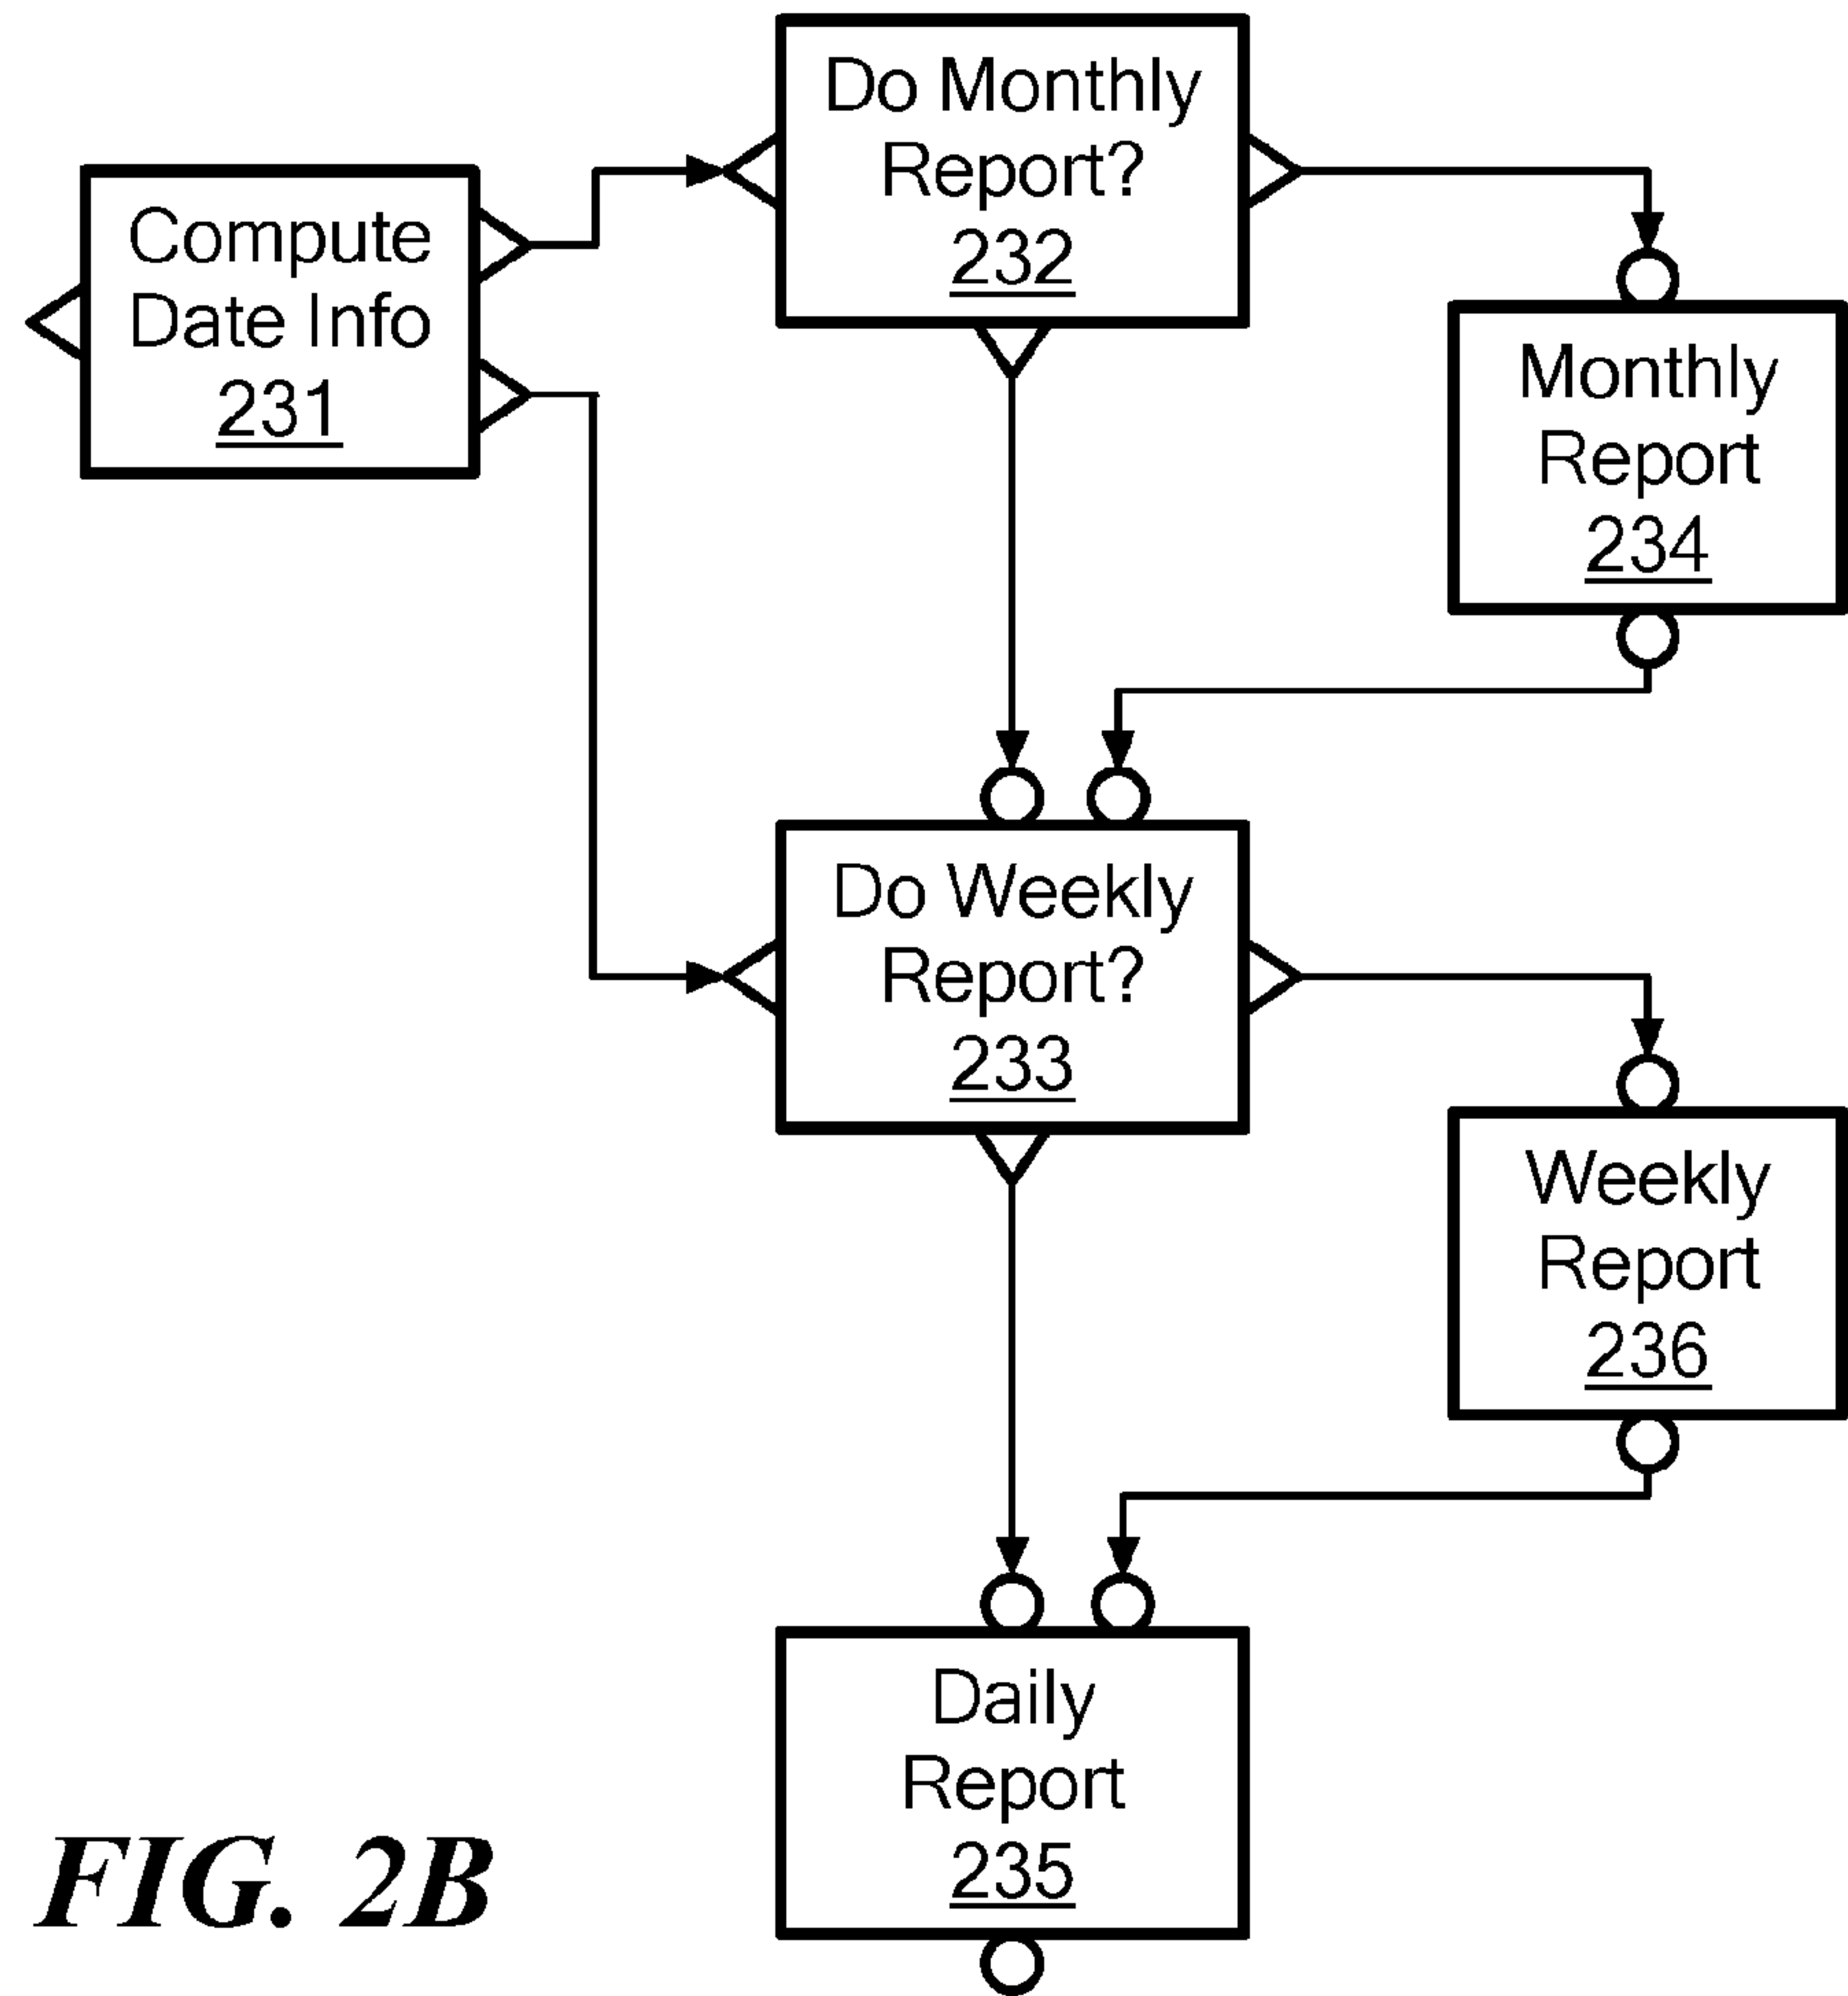 Do Monthly
Report?
232
Compute
Date Info
231
Monthly
Report
234
Do Weekly
Report?
233
Weekly
Report
236
Daily
Report
235
FIG. 2B